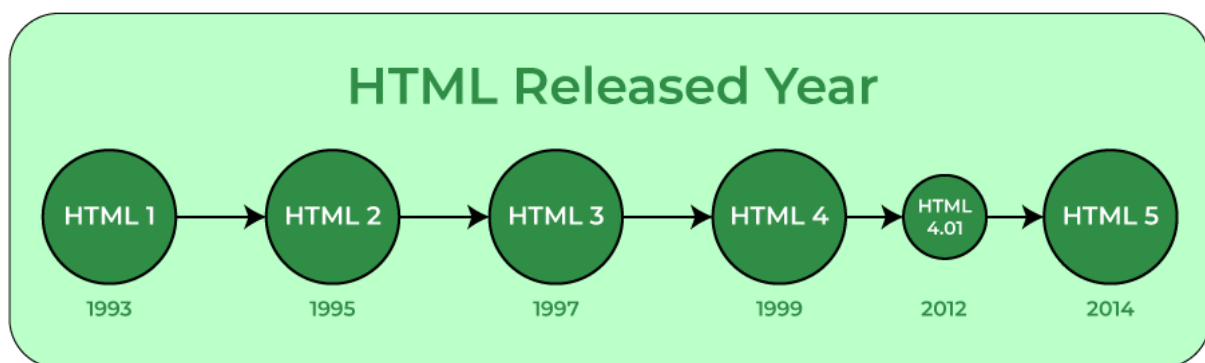 HTML Released Year
HTML 1
HTML 2
HTML 3
HTML 4
HTML
4.01
HTML 5
1993
1995
1997
1999
2012
2014